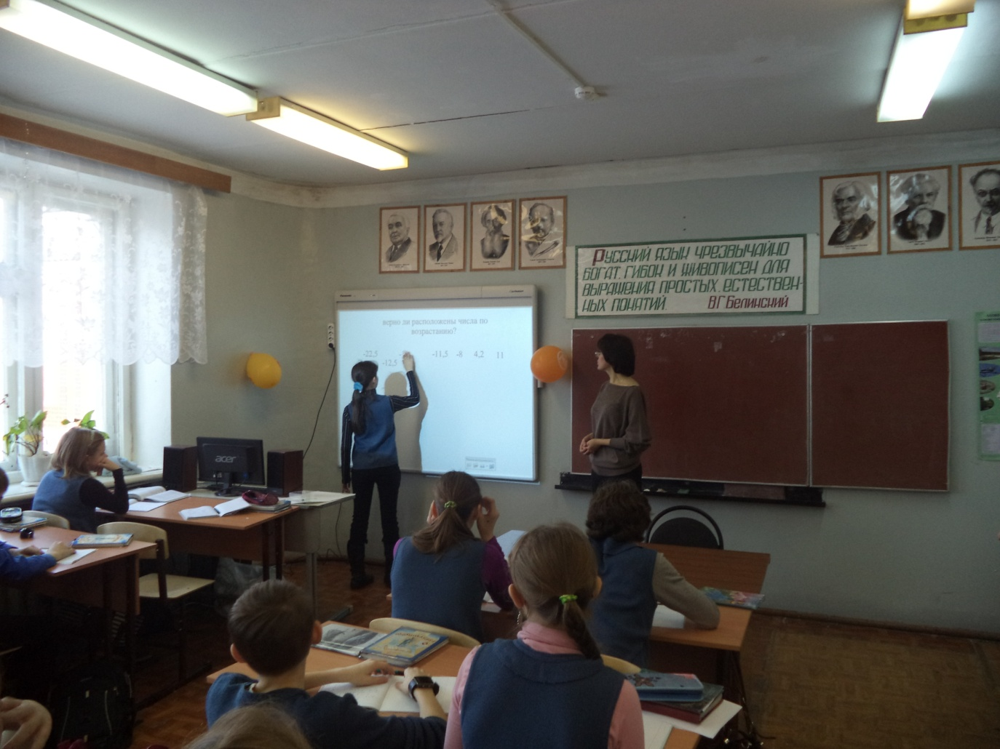 верно ли расположены числа по
возрастанию?
-22,5
-12,5
-11,5 -8 4,2 11
РУССКИЙ ЯЗЫК ЧРЕЗВЫЧАЙНО
БОГАТ, ГИБОК И ЖИВОПИСЕН ДЛЯ
ВЫРАЖЕНИЯ ПРОСТЫХ, ЕСТЕСТВЕН-
НЫХ ПОНЯТИЙ. В.Г Белинский
acer